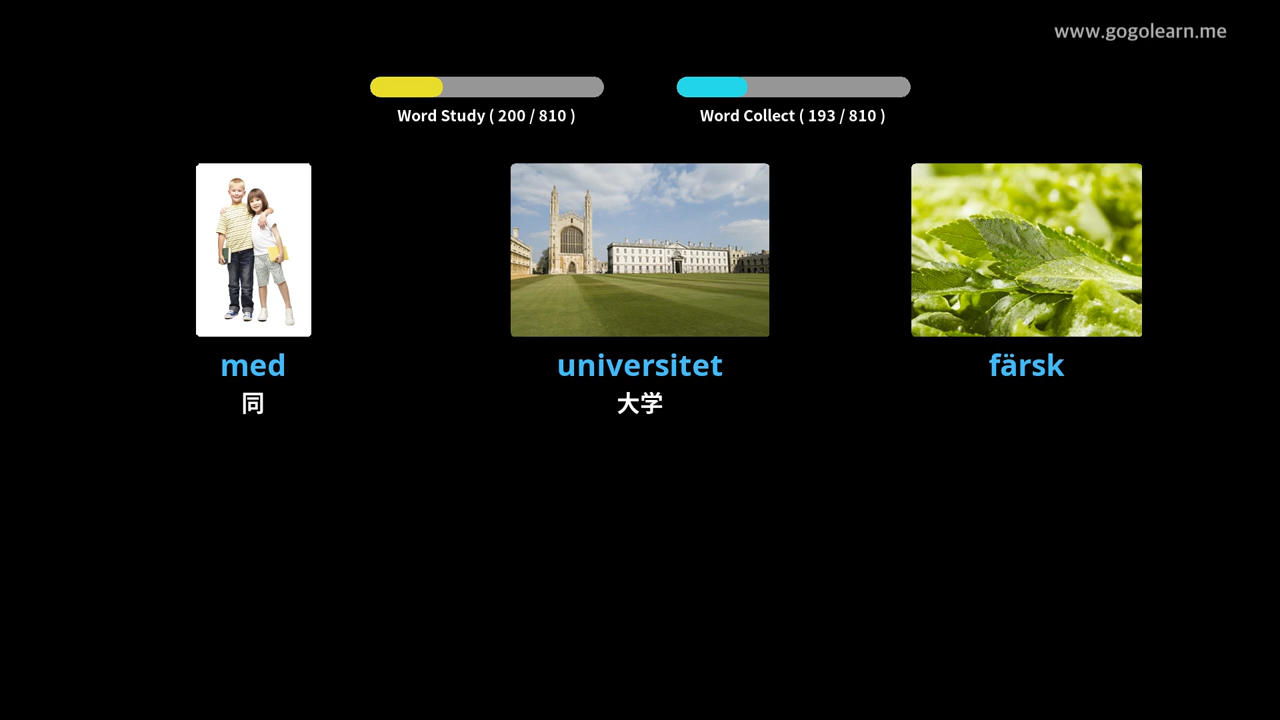 www.gogolearn.me
Word Study ( 200 / 810 )
Word Collect ( 193 / 810 )
med
同
universitet
大学
färsk